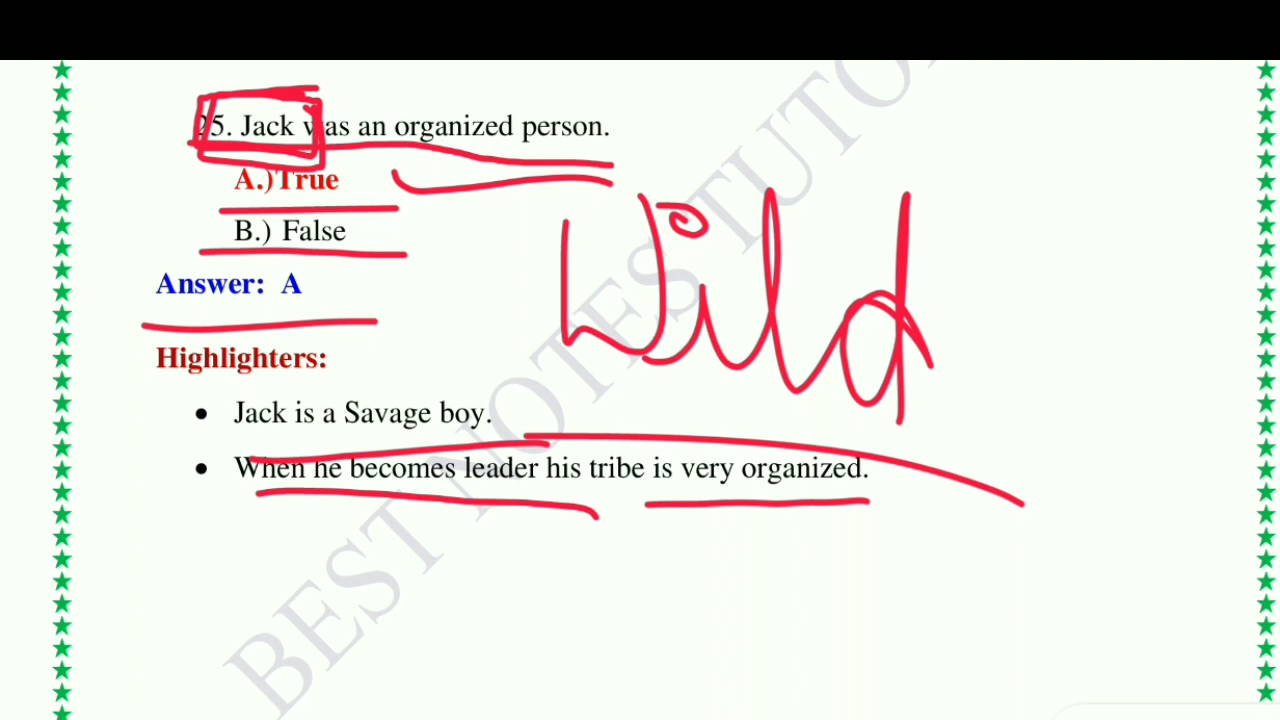 25. Jack was an organized person.
A.)True
B.) False
Wild
Answer: A
Highlighters:
• Jack is a Savage boy.
• When he becomes leader his tribe is very organized.
BEST NOTES TUTO